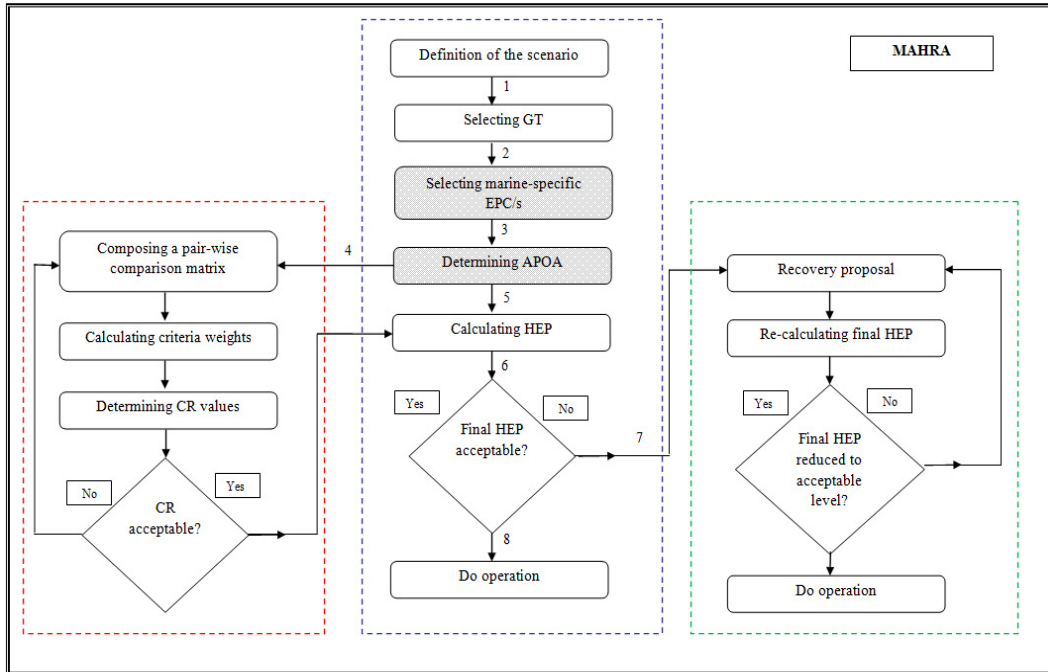 MAHRA
Definition of the scenario
1
Selecting GT
2
Selecting marine-specific
EPC/s
3
Determining APOA
4
5
Calculating HEP
6
Yes
No
Final HEP
acceptable?
7
8
Do operation
Composing a pair-wise
comparison matrix
Calculating criteria weights
Determining CR values
No
Yes
CR
acceptable?
Recovery proposal
Re-calculating final HEP
Yes
No
Final HEP
reduced to
acceptable
level?
Do operation